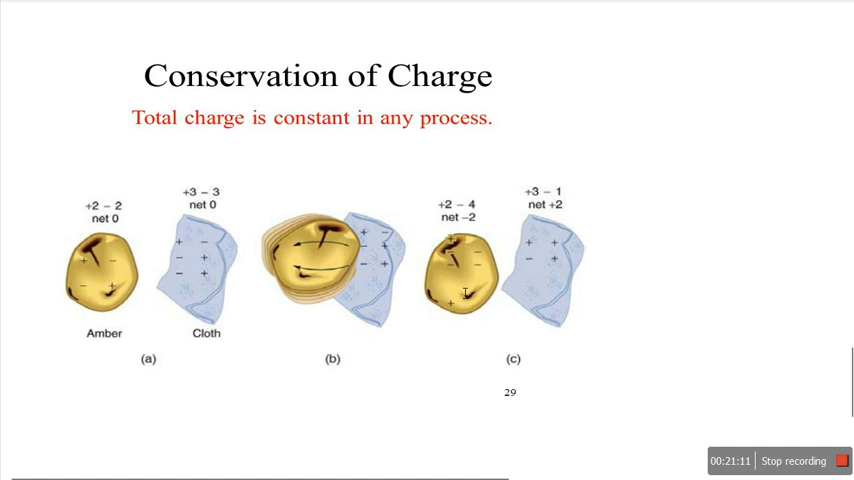 Conservation of Charge
Total charge is constant in any process.
+2 – 2
net 0
+3 – 3
net 0
+2 – 4
net –2
+3 – 1
net +2
Amber
Cloth
(a)
(b)
(c)
29
00:21:11
Stop recording